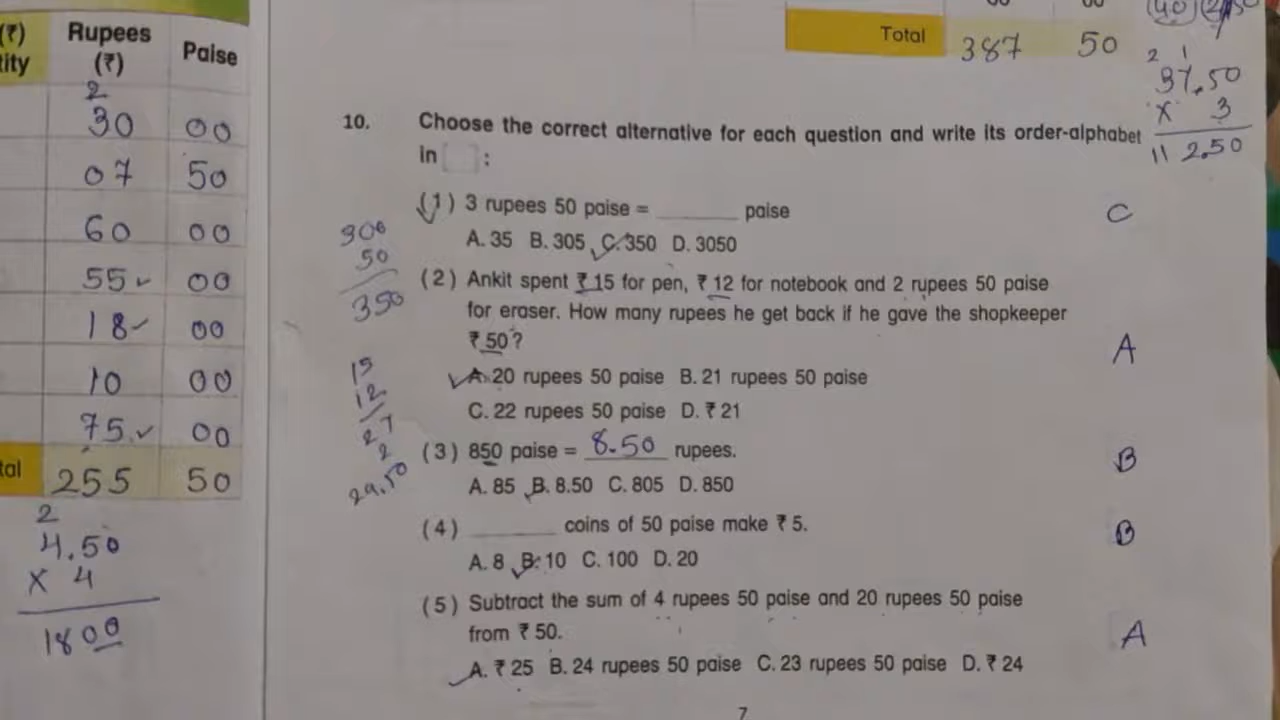 (₹) Rupees Paise
tity (₹)
2
30 00
07 50
60 00
55 ✓ 00
18 ✓ 00
10 00
75 ✓ 00
tal 255 50
2
4.50
X 4
1800
Total 387 50
2 1
37.50
X 3
112.50
10. Choose the correct alternative for each question and write its order-alphabet
in [ ] :
(1) 3 rupees 50 paise = ______ paise C
A. 35 B. 305 C. 350 D. 3050
300
50
350
(2) Ankit spent ₹ 15 for pen, ₹ 12 for notebook and 2 rupees 50 paise
for eraser. How many rupees he get back if he gave the shopkeeper
₹ 50? A
A. 20 rupees 50 paise B. 21 rupees 50 paise
C. 22 rupees 50 paise D. ₹ 21
15
12
27
2
29.50
(3) 850 paise = 8.50 rupees. B
A. 85 B. 8.50 C. 805 D. 850
(4) ______ coins of 50 paise make ₹ 5. B
A. 8 B. 10 C. 100 D. 20
(5) Subtract the sum of 4 rupees 50 paise and 20 rupees 50 paise
from ₹ 50. A
A. ₹ 25 B. 24 rupees 50 paise C. 23 rupees 50 paise D. ₹ 24
7